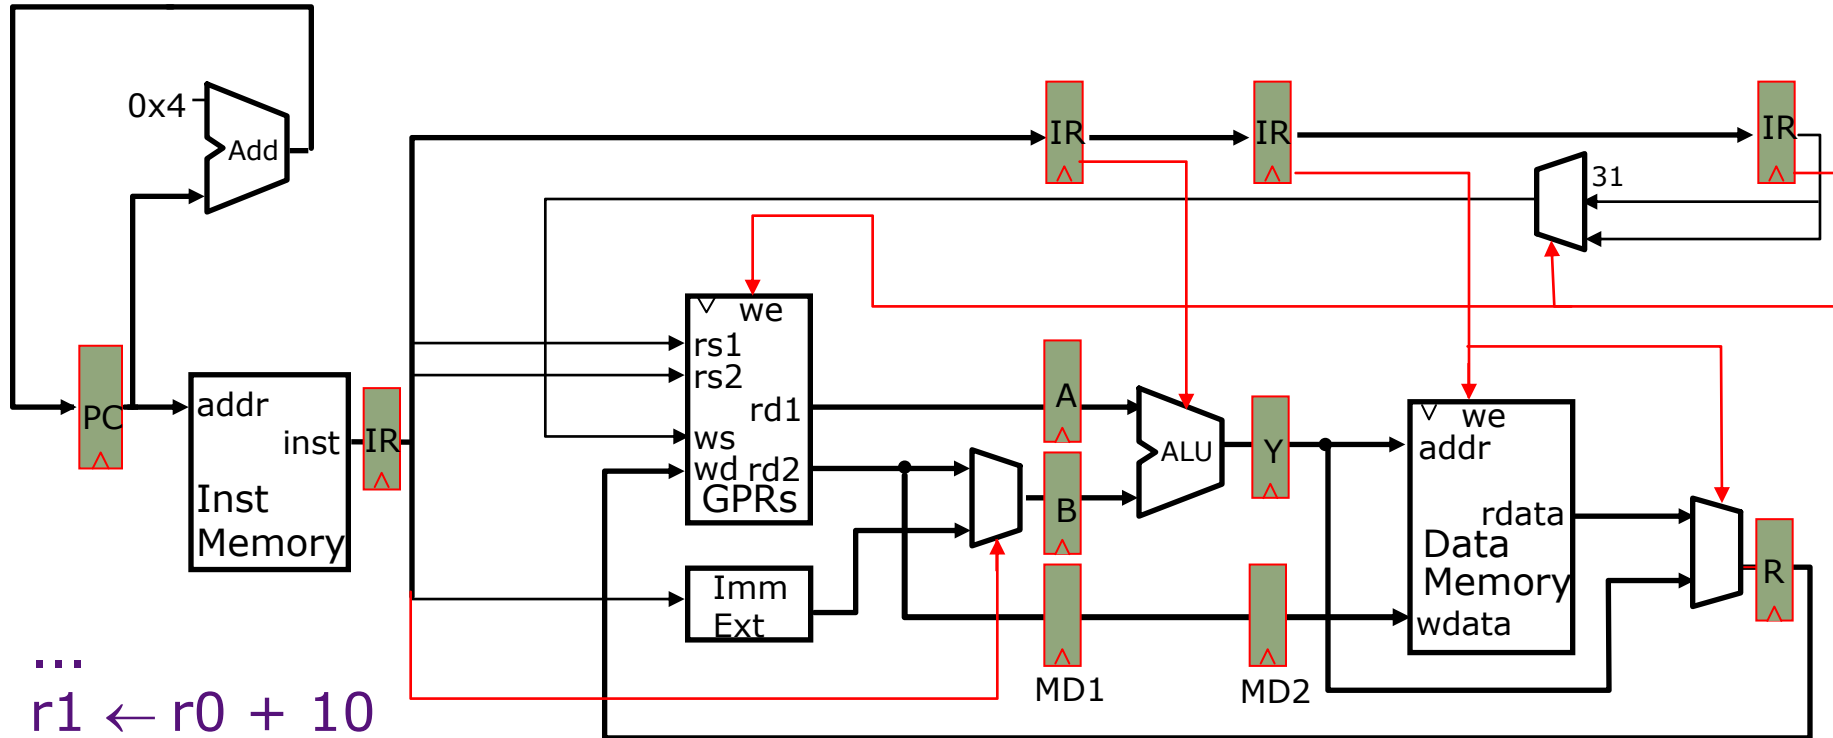 0x4
Add
PC
addr
inst
Inst
Memory
IR
IR
IR
IR
31
we
rs1
rs2
rd1
ws
wd rd2
GPRs
Imm
Ext
A
B
ALU
Y
MD1
MD2
we
addr
rdata
Data
Memory
wdata
R
...
r1 ← r0 + 10